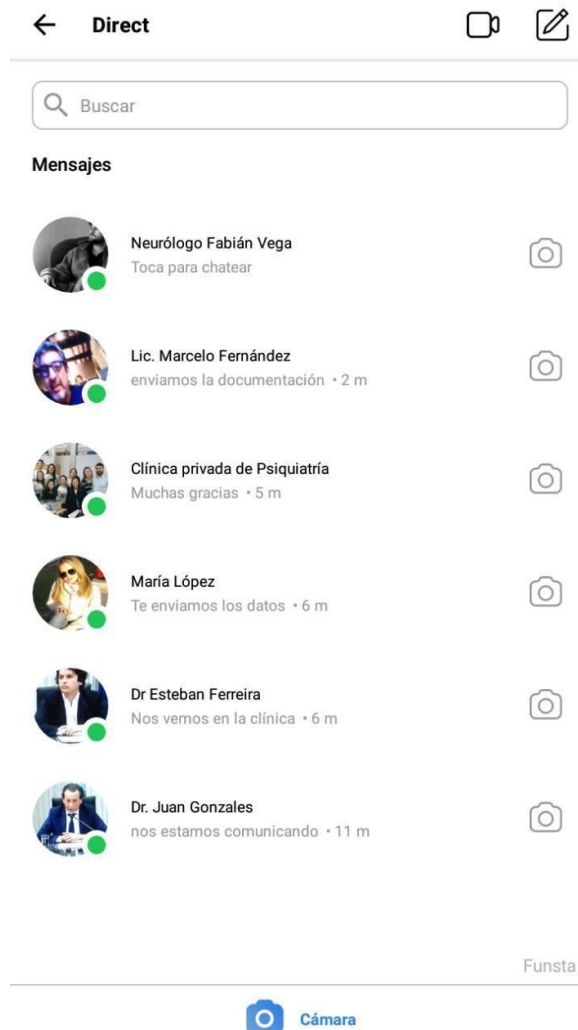 Direct
Buscar
Mensajes
Neurólogo Fabián Vega
Toca para chatear
Lic. Marcelo Fernández
enviamos la documentación • 2 m
Clínica privada de Psiquiatría
Muchas gracias • 5 m
María López
Te enviamos los datos • 6 m
Dr Esteban Ferreira
Nos vemos en la clínica • 6 m
Dr. Juan Gonzales
nos estamos comunicando • 11 m
Funsta
Cámara